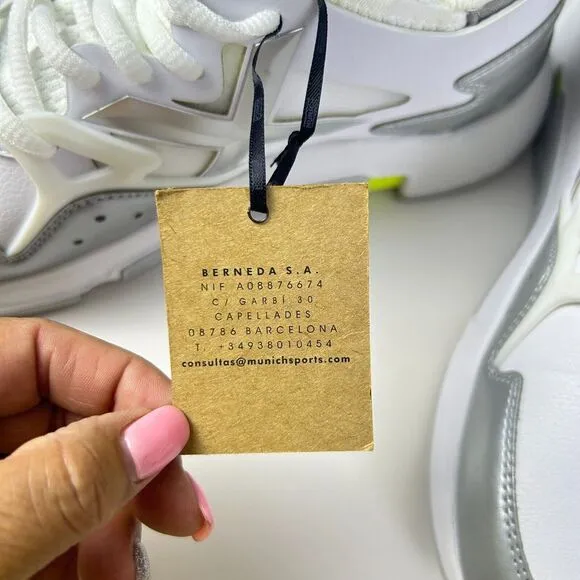 BERNEDA S.A.
NIF A08876674
C/ GARBÍ 30
CAPELLADES
08786 BARCELONA
T. +34938010454
consultas@munichsports.com